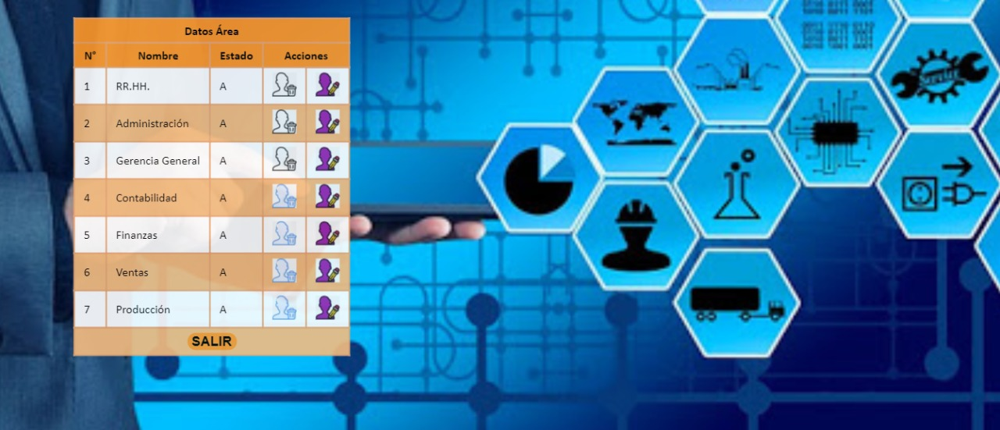 Datos Área
N° Nombre Estado Acciones
1 RR.HH. A
2 Administración A
3 Gerencia General A
4 Contabilidad A
5 Finanzas A
6 Ventas A
7 Producción A
SALIR